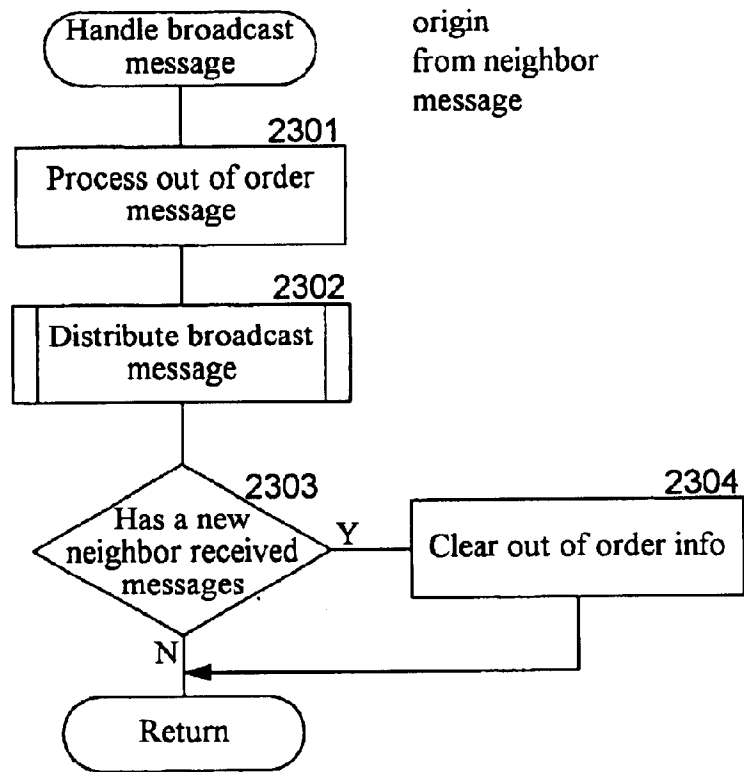 Handle broadcast
message
origin
from neighbor
message
2301
Process out of order
message
2302
Distribute broadcast
message
2303
Has a new
neighbor received
messages
Y
2304
Clear out of order info
N
Return